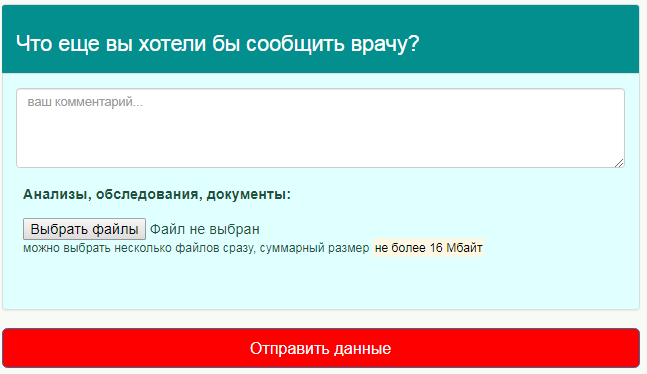 Что еще вы хотели бы сообщить врачу?
ваш комментарий...
Анализы, обследования, документы:
Выбрать файлы Файл не выбран
можно выбрать несколько файлов сразу, суммарный размер не более 16 Мбайт
Отправить данные